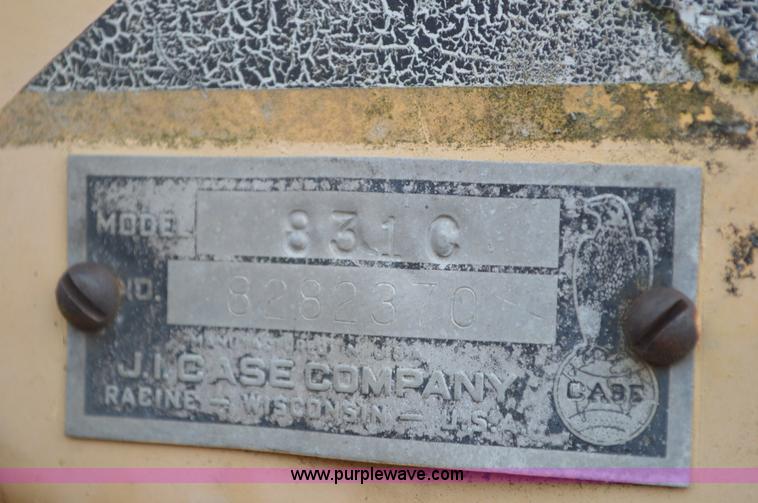 MODEL 831C
NO. 8282370
J.I. CASE COMPANY
RACINE — WISCONSIN — U.S.A.
CASE
www.purplewave.com